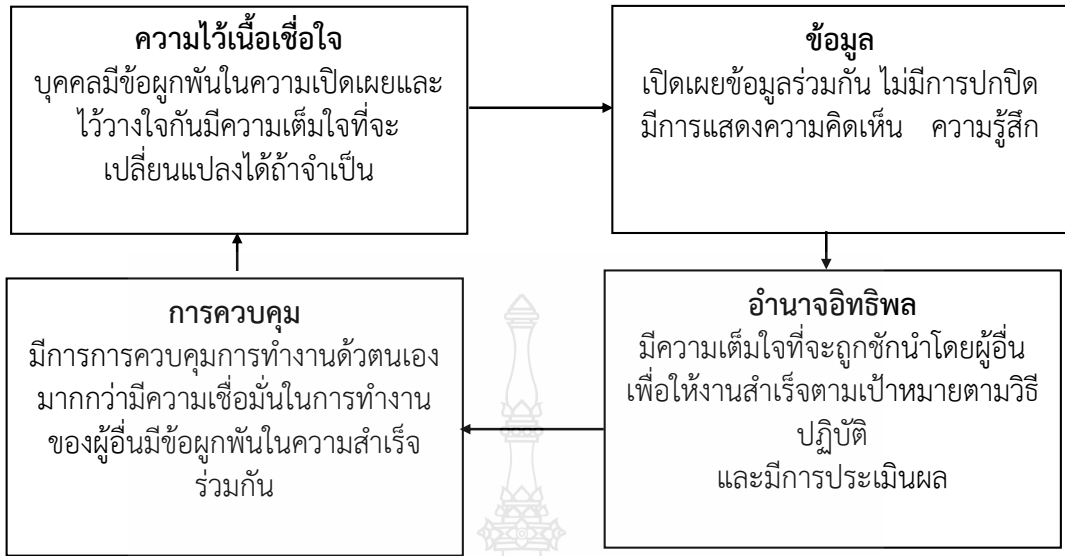 ความไว้เนื้อเชื่อใจ
บุคคลมีข้อผูกพันในความเปิดเผยและ
ไว้วางใจกันมีความเต็มใจที่จะ
เปลี่ยนแปลงได้ถ้าจำเป็น
ข้อมูล
เปิดเผยข้อมูลร่วมกัน ไม่มีการปกปิด
มีการแสดงความคิดเห็น ความรู้สึก
อำนาจอิทธิพล
มีความเต็มใจที่จะถูกชักนำโดยผู้อื่น
เพื่อให้งานสำเร็จตามเป้าหมายตามวิธี
ปฏิบัติ
และมีการประเมินผล
การควบคุม
มีการการควบคุมการทำงานด้วตนเอง
มากกว่ามีความเชื่อมั่นในการทำงาน
ของผู้อื่นมีข้อผูกพันในความสำเร็จ
ร่วมกัน